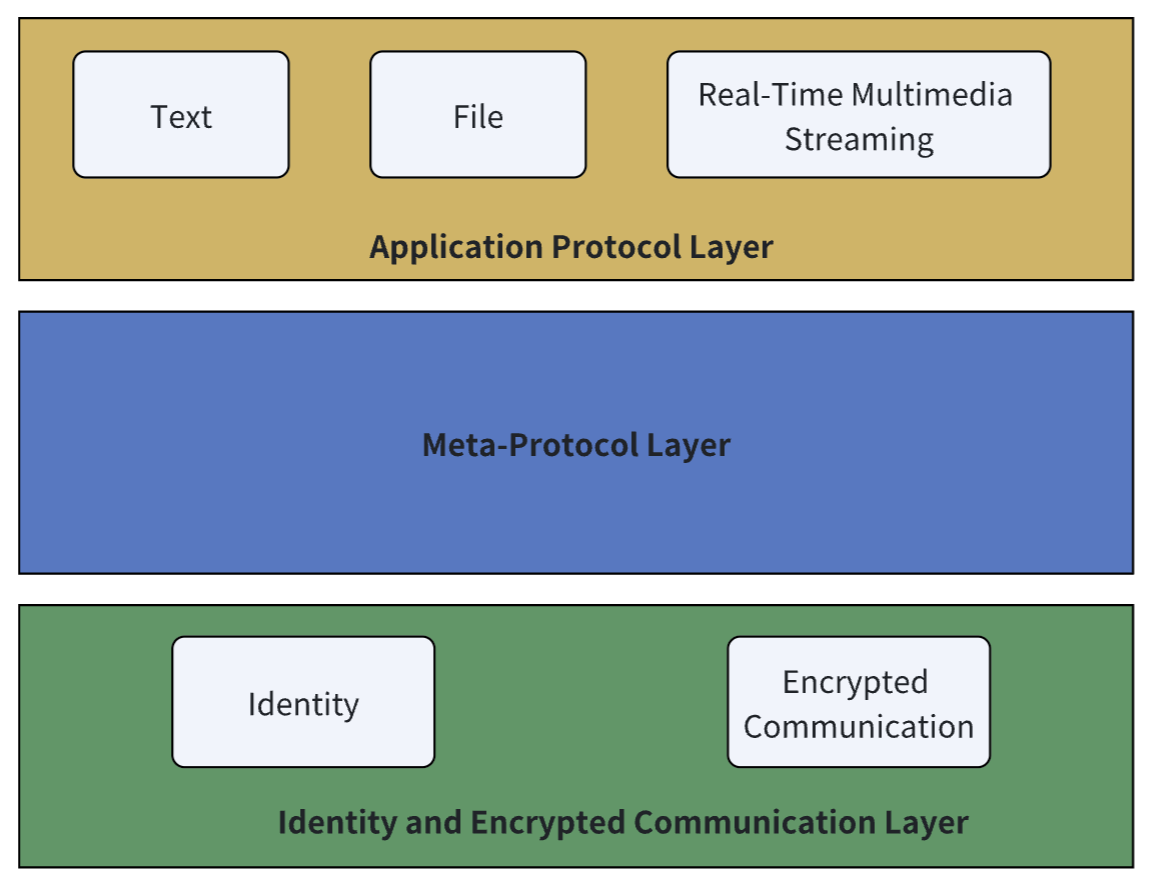 Text
File
Real-Time Multimedia
Streaming
Application Protocol Layer
Meta-Protocol Layer
Identity
Encrypted
Communication
Identity and Encrypted Communication Layer